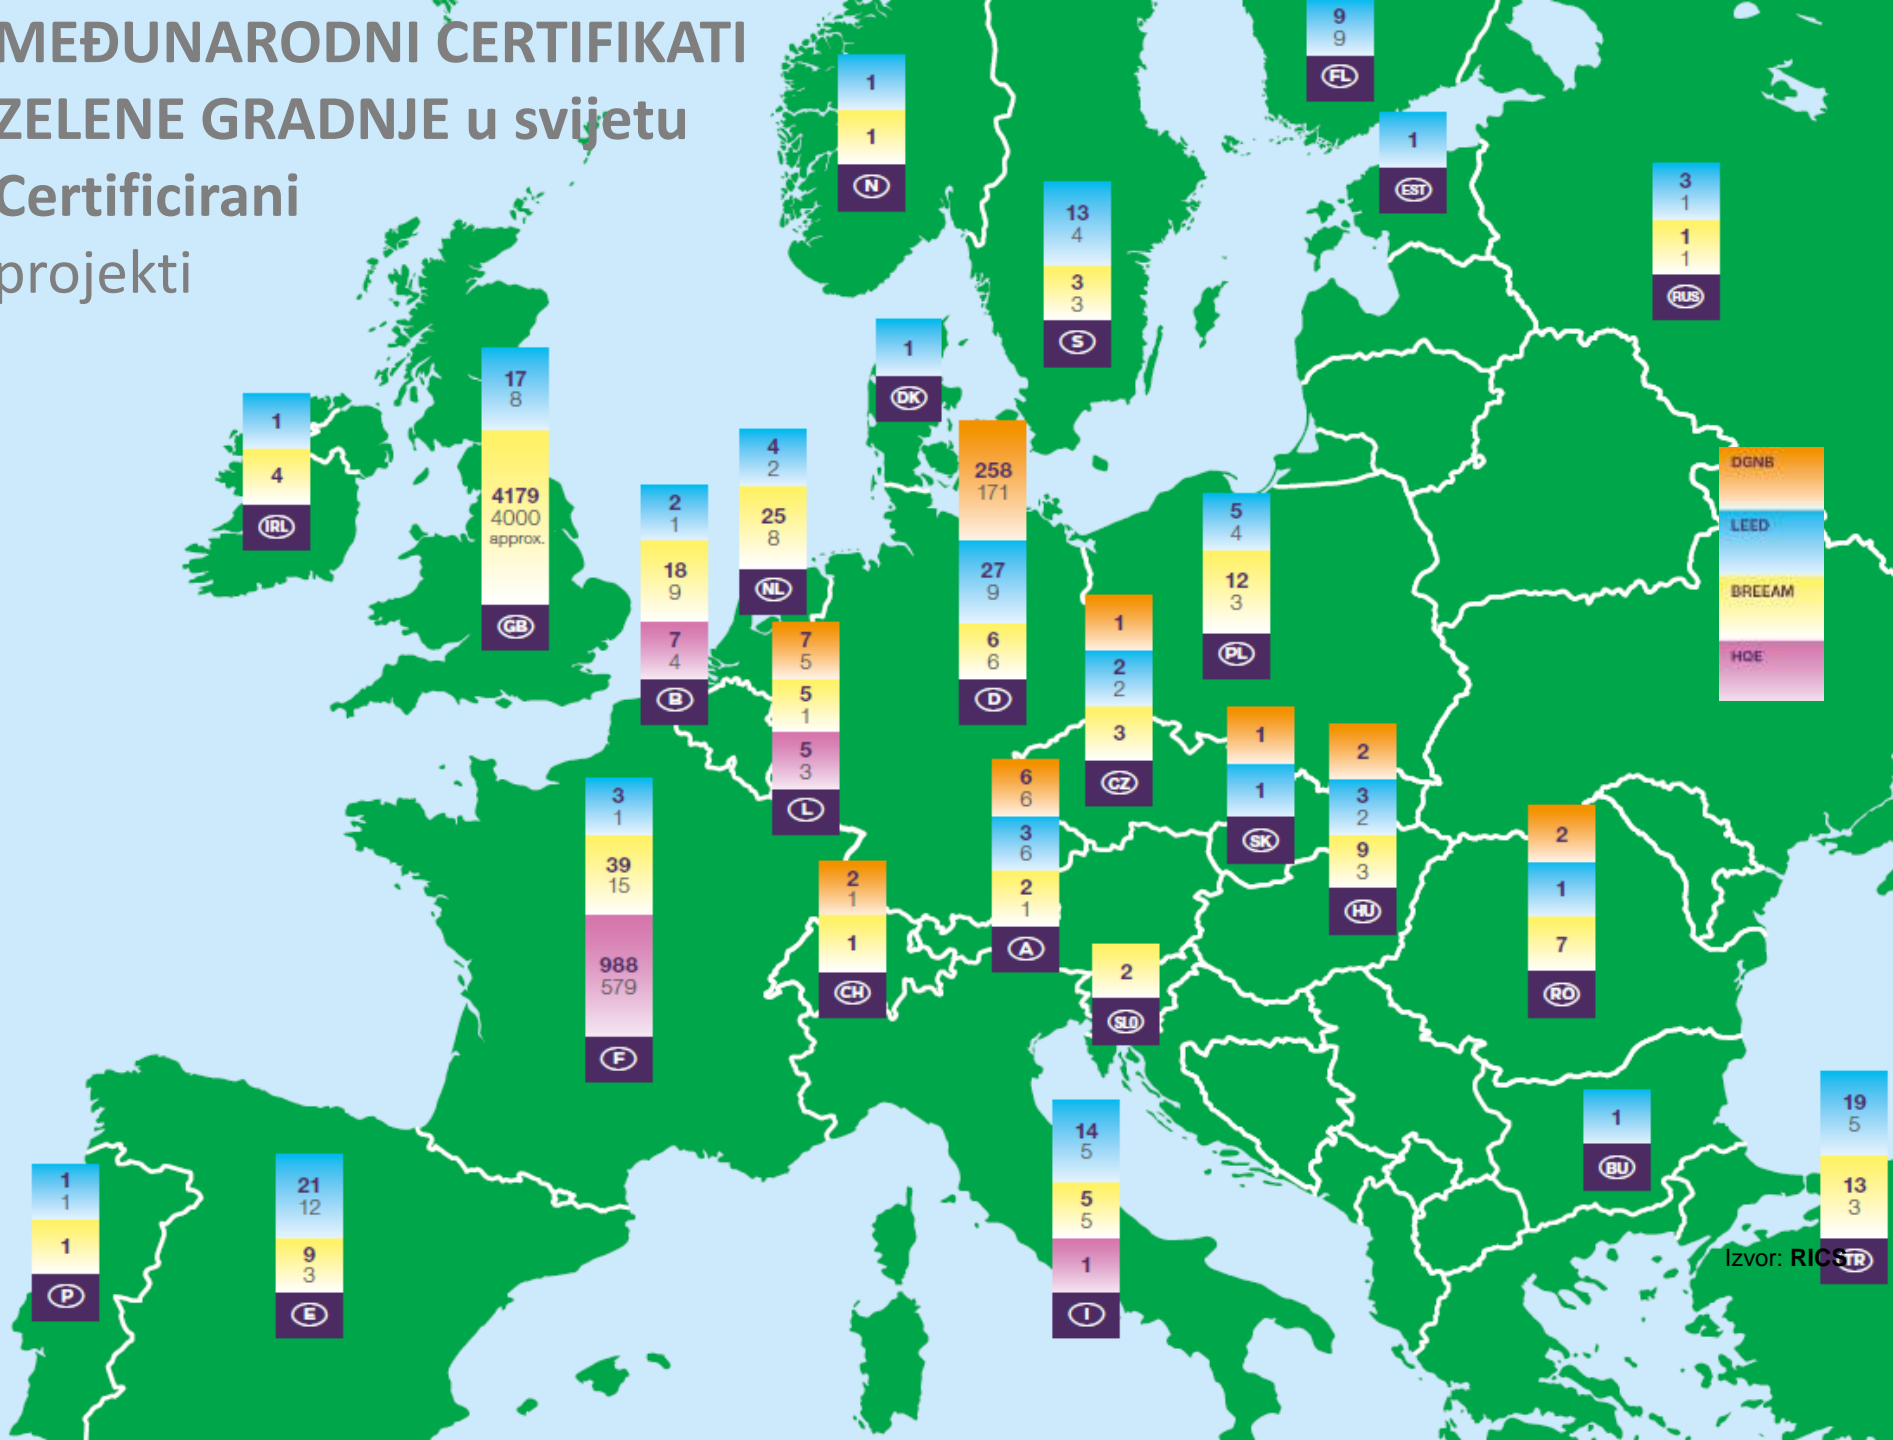 MEĐUNARODNI CERTIFIKATI
ZELENE GRADNJE u svijetu
Certificirani
projekti
9
9
FL
1
1
N
1
EST
3
1
1
1
RUS
13
4
3
3
S
1
DK
17
8
4179
4000
approx.
GB
1
4
IRL
4
2
25
8
NL
2
1
18
9
7
4
B
258
171
27
9
6
6
D
5
4
12
3
PL
DGNB
LEED
BREEAM
HQE
7
5
5
1
5
3
L
1
2
2
3
CZ
1
1
SK
2
3
2
9
3
HU
6
6
3
6
2
1
A
3
1
39
15
988
579
F
2
1
1
CH
2
1
7
RO
2
SLO
1
BU
19
5
13
3
TR
14
5
5
5
1
I
21
12
9
3
E
1
1
1
P
Izvor: RICS